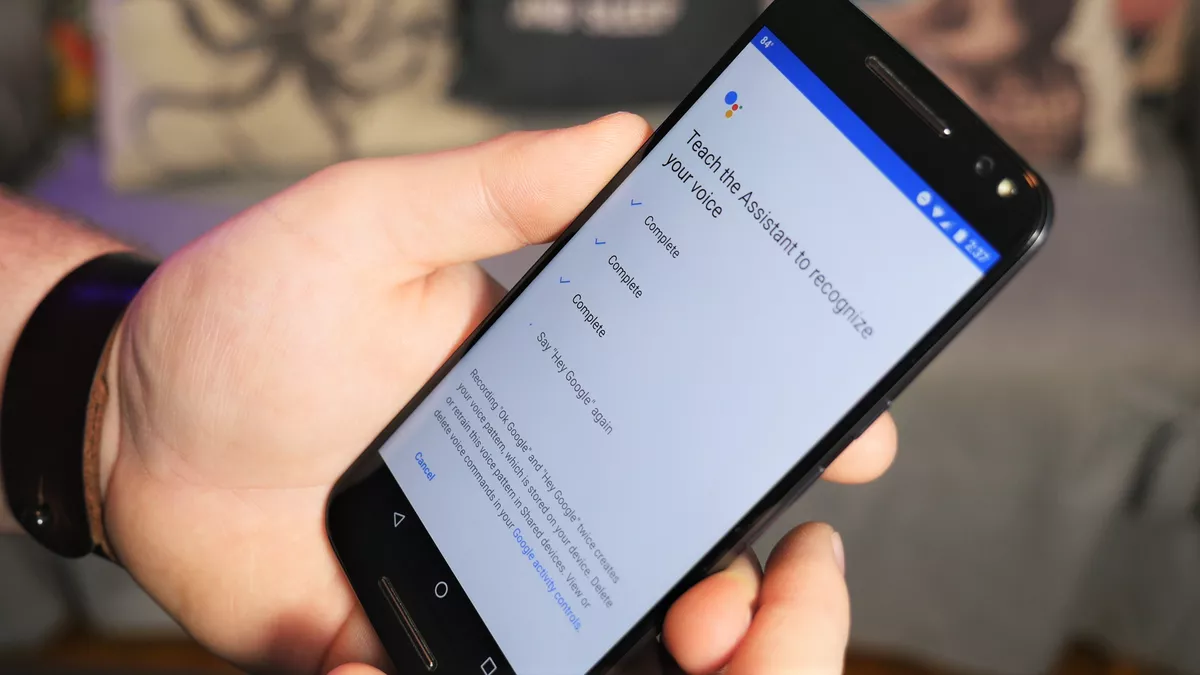 84°
2:37
Teach the Assistant to recognize
your voice
Complete
Complete
Complete
Say "Hey Google" again
Recording "Ok Google" and "Hey Google" twice creates
your voice pattern, which is stored on your device. Delete
or retrain this voice pattern in Shared devices. View or
delete voice commands in your Google activity controls.
Cancel